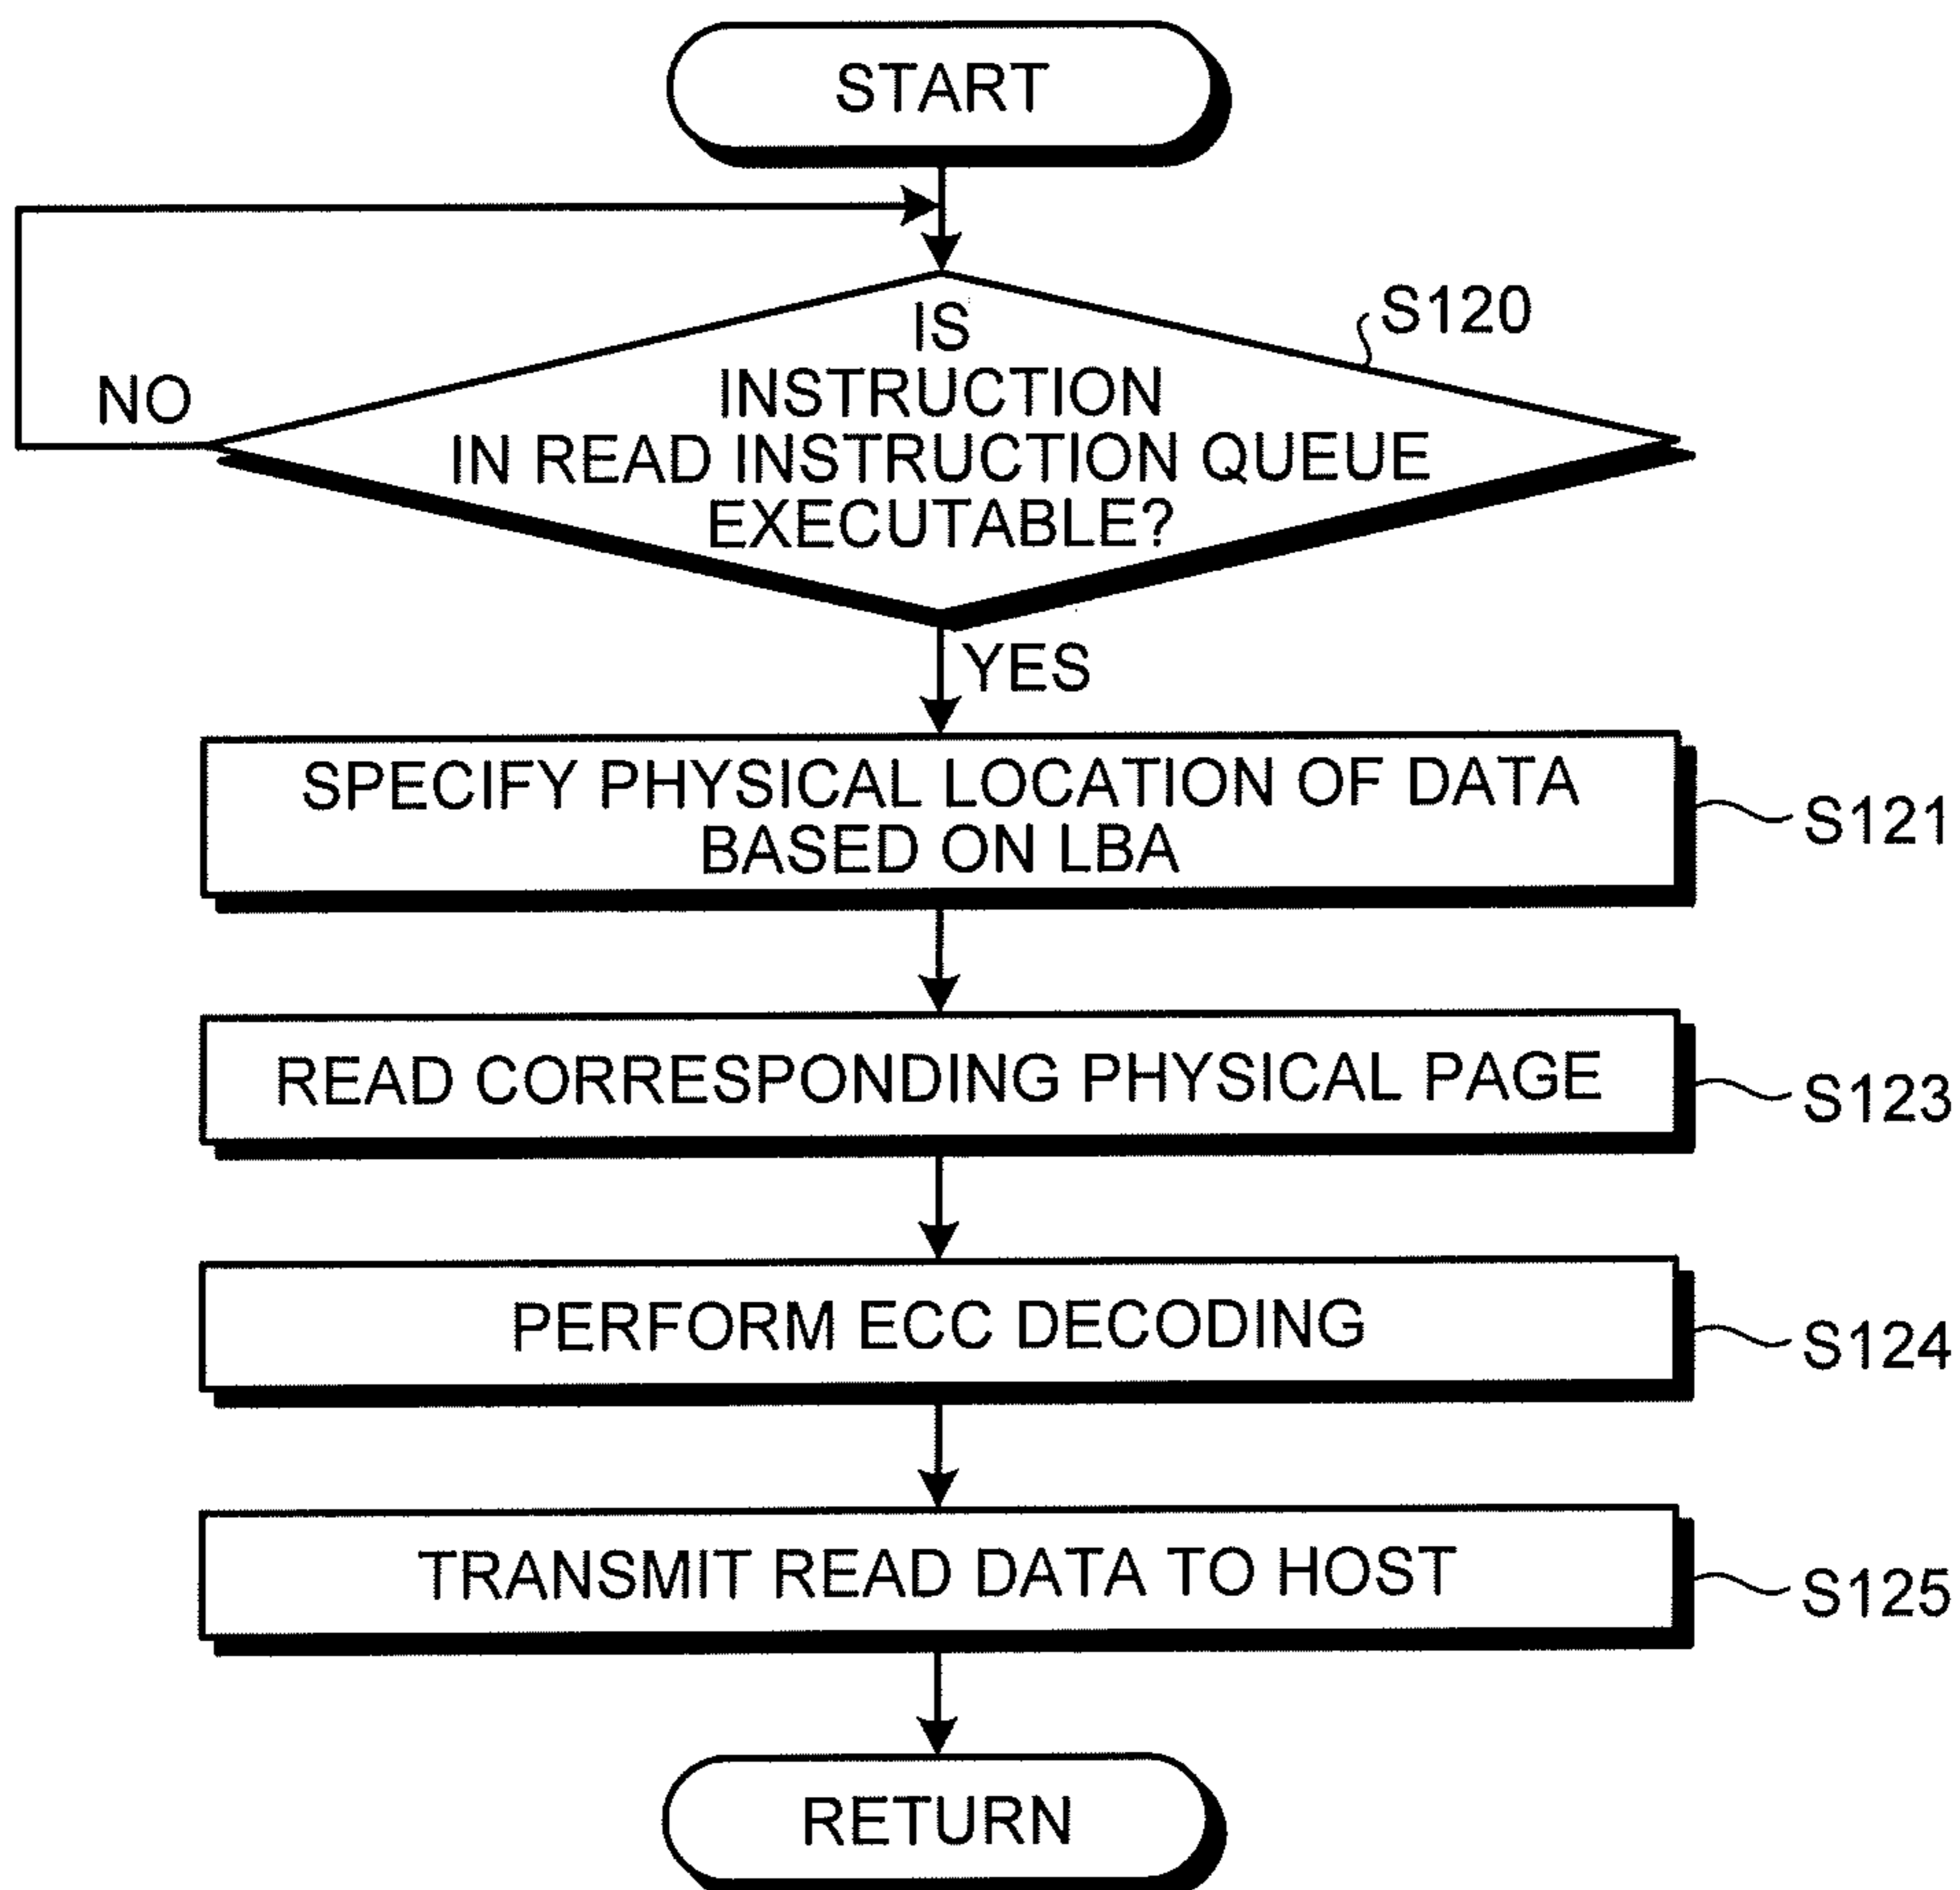 START
IS
S120
INSTRUCTION
NO
IN READ INSTRUCTION QUEUE
EXECUTABLE?
YES
SPECIFY PHYSICAL LOCATION OF DATA
BASED ON LBA
S121
READ CORRESPONDING PHYSICAL PAGE
S123
PERFORM ECC DECODING
S124
TRANSMIT READ DATA TO HOST
S125
RETURN